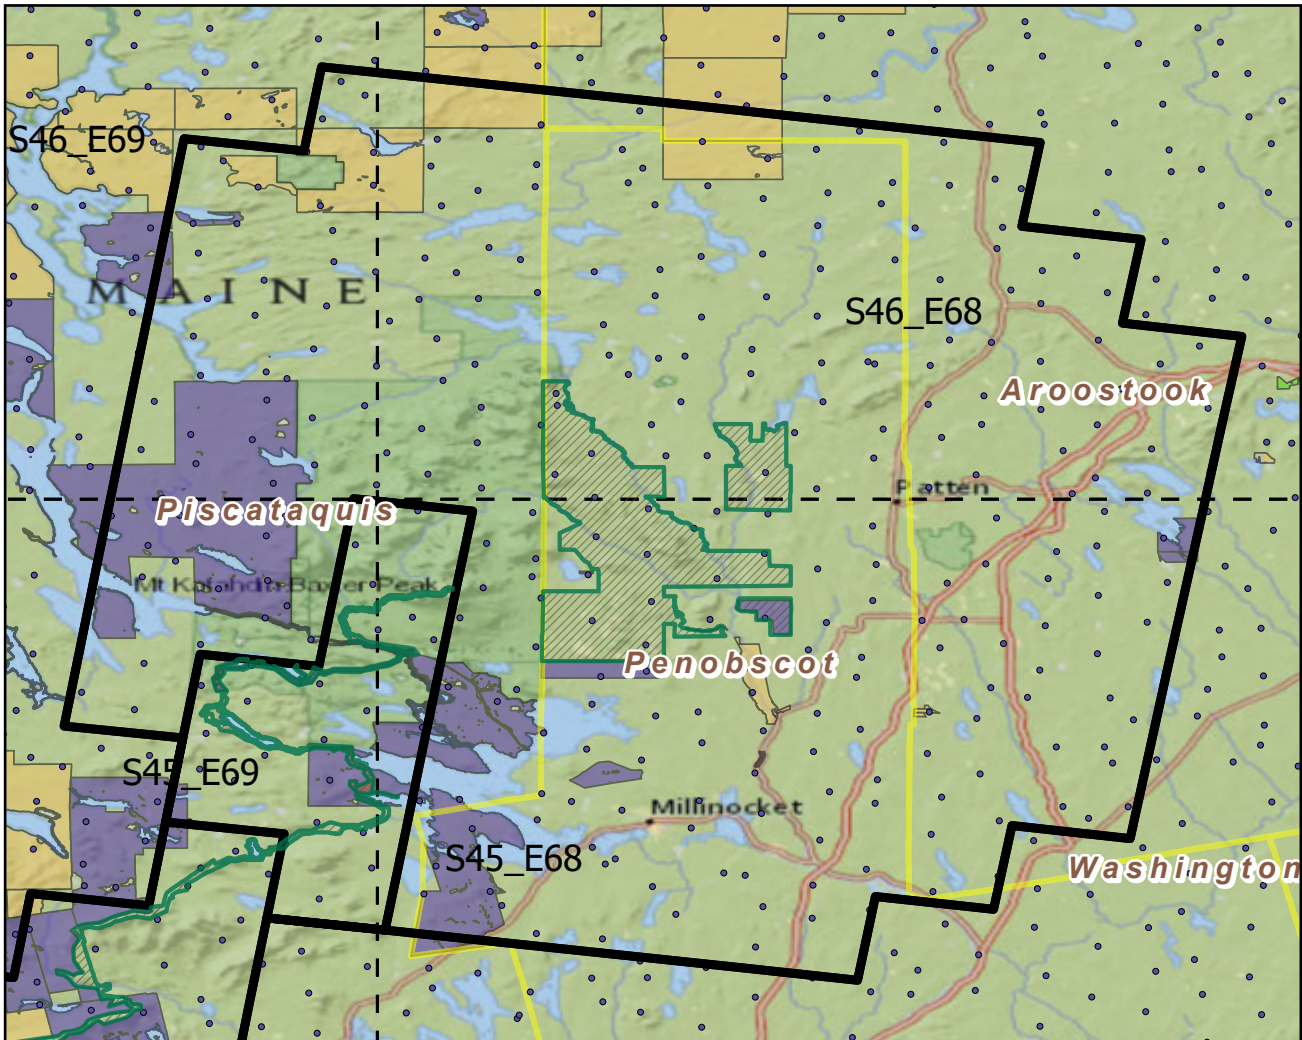 S46_E69
MAINE
S46_E68
Aroostook
Patten
Piscataquis
Mt Katahdin-Baxter Peak
Penobscot
S45_E69
Millinocket
S45_E68
Washington